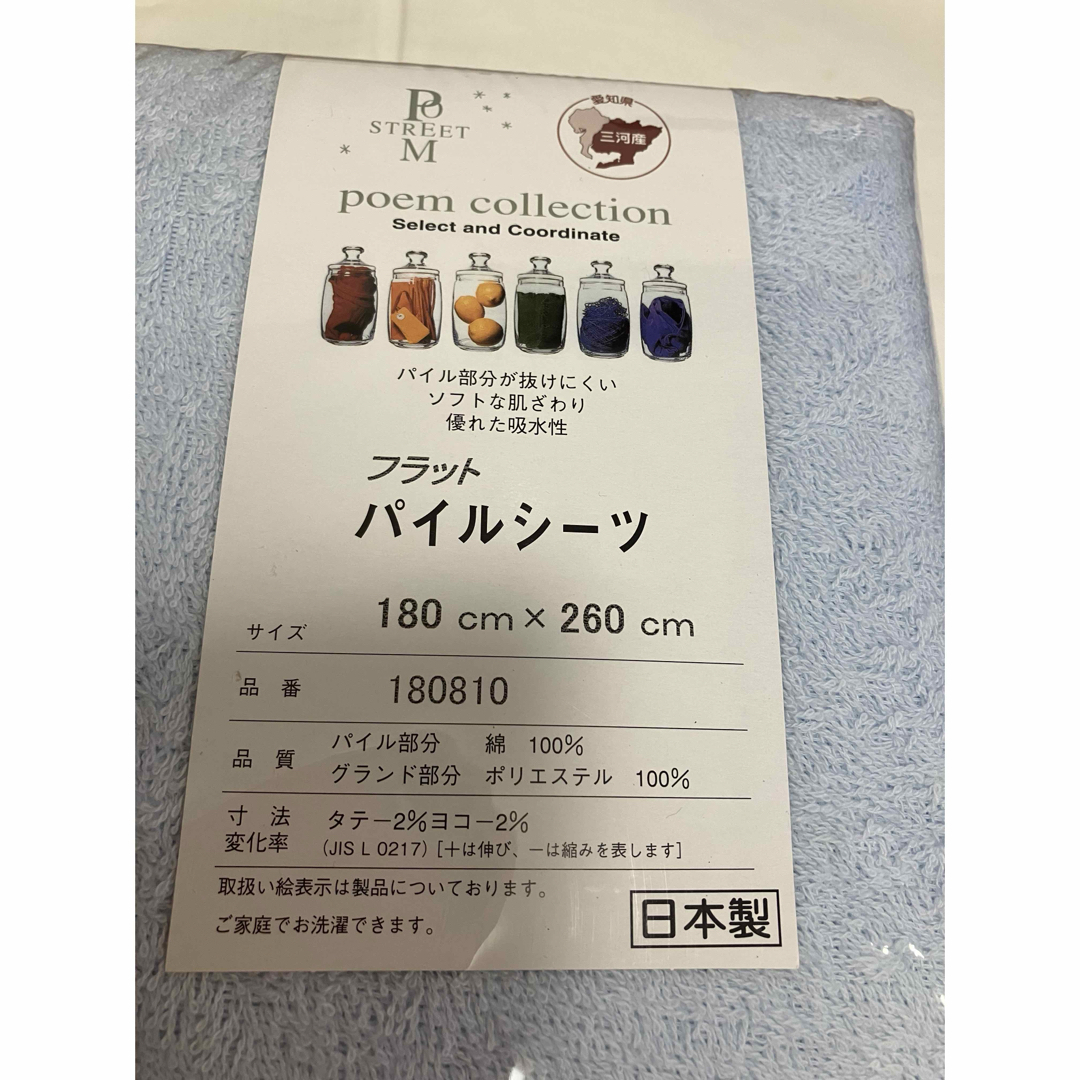 PO
STREET
M
愛知県
三河産
poem collection
Select and Coordinate
パイル部分が抜けにくい
ソフトな肌ざわり
優れた吸水性
フラット
パイルシーツ
サイズ 180 cm × 260 cm
品番 180810
品質 パイル部分 綿 100%
グランド部分 ポリエステル 100%
寸法変化率 タテ−2%ヨコ−2%
(JIS L 0217) [＋は伸び、−は縮みを表します]
取扱い絵表示は製品についております。
ご家庭でお洗濯できます。
日本製